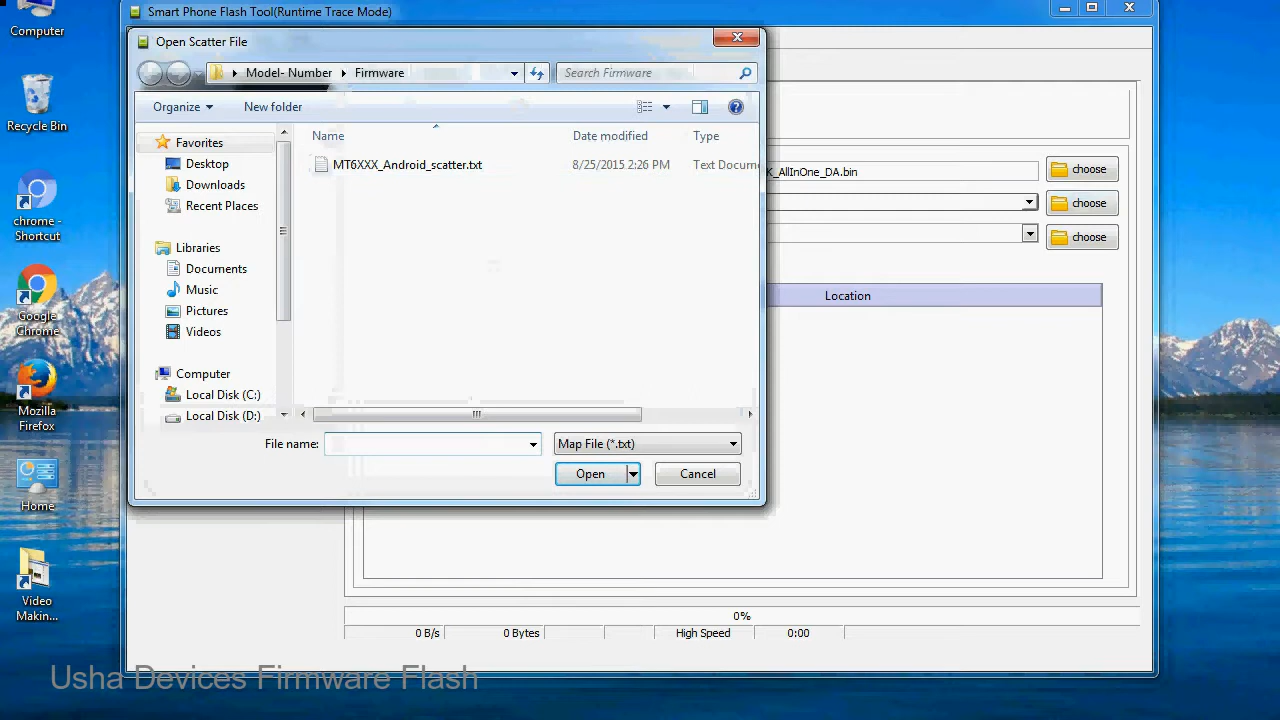 Smart Phone Flash Tool(Runtime Trace Mode)
Computer
Recycle Bin
chrome -
Shortcut
Google
Chrome
Mozilla
Firefox
Home
Video
Makin...
Open Scatter File
Model- Number
Firmware
Search Firmware
Organize
New folder
Name
Date modified
Type
MT6XXX_Android_scatter.txt
8/25/2015 2:26 PM
Text Docum
Favorites
Desktop
Downloads
Recent Places
Libraries
Documents
Music
Pictures
Videos
Computer
Local Disk (C:)
Local Disk (D:)
File name:
Map File (*.txt)
Open
Cancel
K_AllInOne_DA.bin
choose
choose
choose
Location
0%
0 B/s
0 Bytes
High Speed
0:00
Usha Devices Firmware Flash